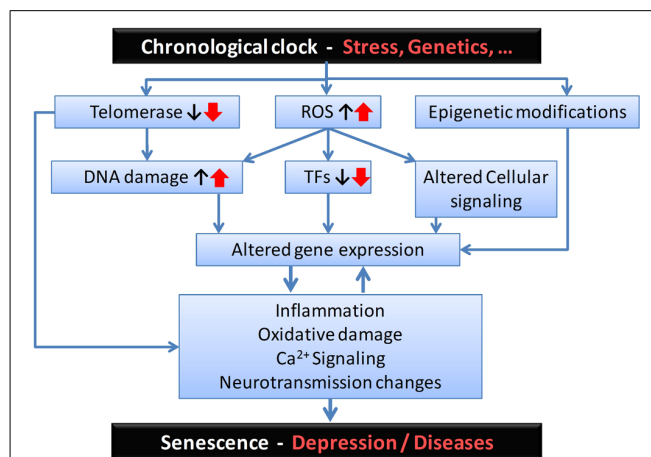 Chronological clock - Stress, Genetics, ...
Telomerase ↓
ROS ↑
Epigenetic modifications
DNA damage ↑
TFs ↓
Altered Cellular
signaling
Altered gene expression
Inflammation
Oxidative damage
Ca²⁺ Signaling
Neurotransmission changes
Senescence - Depression / Diseases